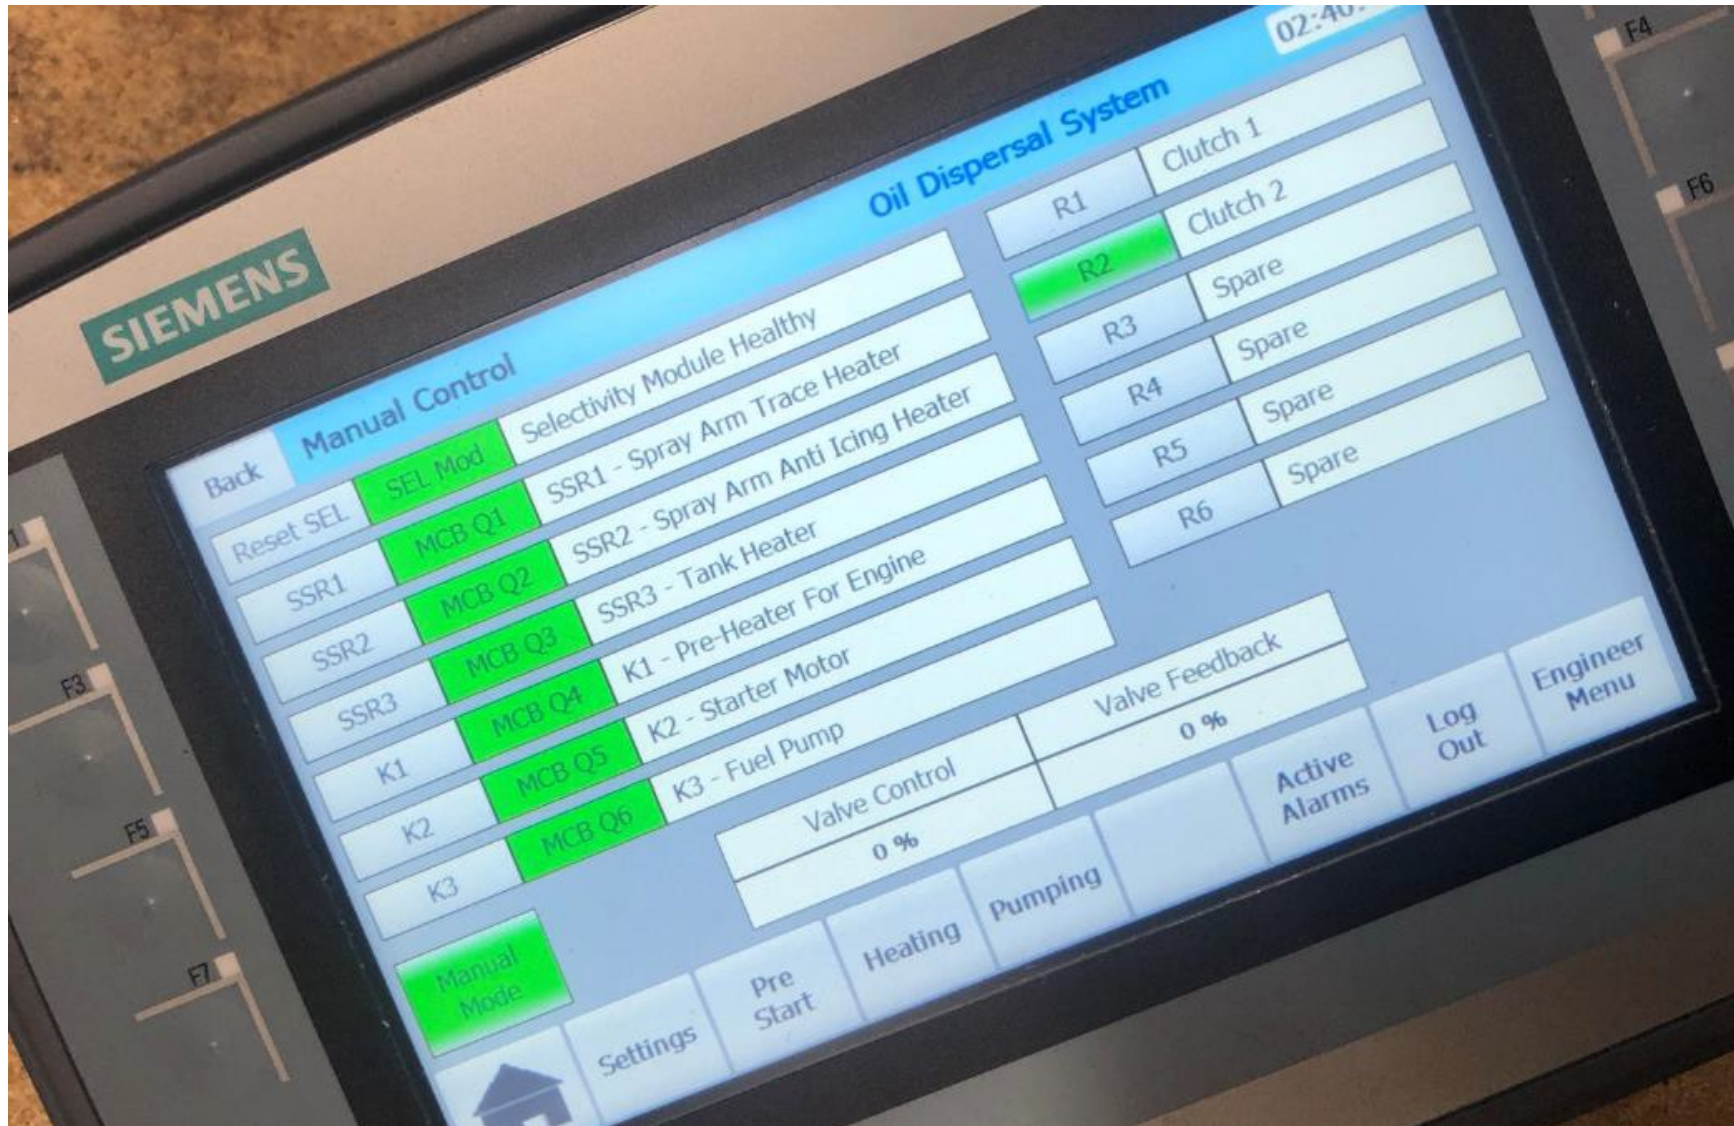 F4
02:40
SIEMENS
Back
Manual Control
Oil Dispersal System
Reset SEL
SEL Mod
Selectivity Module Healthy
SSR1
MCB Q1
SSR1 - Spray Arm Trace Heater
SSR2
MCB Q2
SSR2 - Spray Arm Anti Icing Heater
SSR3
MCB Q3
SSR3 - Tank Heater
K1
MCB Q4
K1 - Pre-Heater For Engine
K2
MCB Q5
K2 - Starter Motor
K3
MCB Q6
K3 - Fuel Pump
R1
Clutch 1
R2
Clutch 2
R3
Spare
R4
Spare
R5
Spare
R6
Spare
F6
F3
F5
F7
Valve Control
0 %
Valve Feedback
0 %
Manual
Mode
Settings
Pre
Start
Heating
Pumping
Active
Alarms
Log
Out
Engineer
Menu